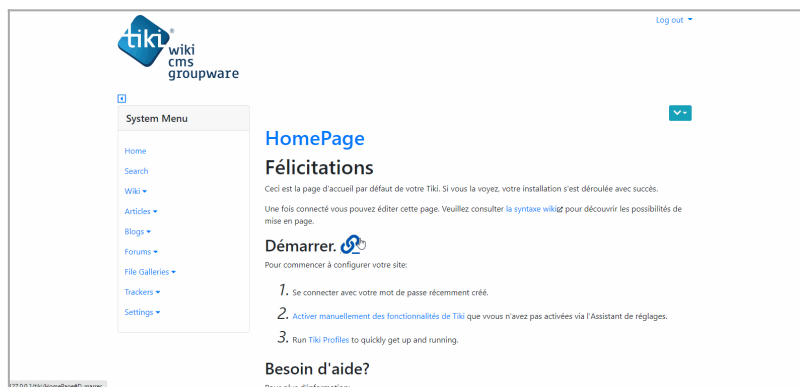 Log out
tiki
wiki
cms
groupware
System Menu
HomePage
Home
Félicitations
Search
Ceci est la page d'accueil par défaut de votre Tiki. Si vous la voyez, votre installation s'est déroulée avec succès.
Wiki
Une fois connecté vous pouvez éditer cette page. Veuillez consulter la syntaxe wiki pour découvrir les possibilités de
mise en page.
Articles
Blogs
Démarrer.
Forums
Pour commencer à configurer votre site:
File Galleries
Trackers
1. Se connecter avec votre mot de passe récemment créé.
Settings
2. Activer manuellement des fonctionnalités de Tiki que vvous n'avez pas activées via l'Assistant de réglages.
3. Run Tiki Profiles to quickly get up and running.
Besoin d'aide?
Pour plus d'information: